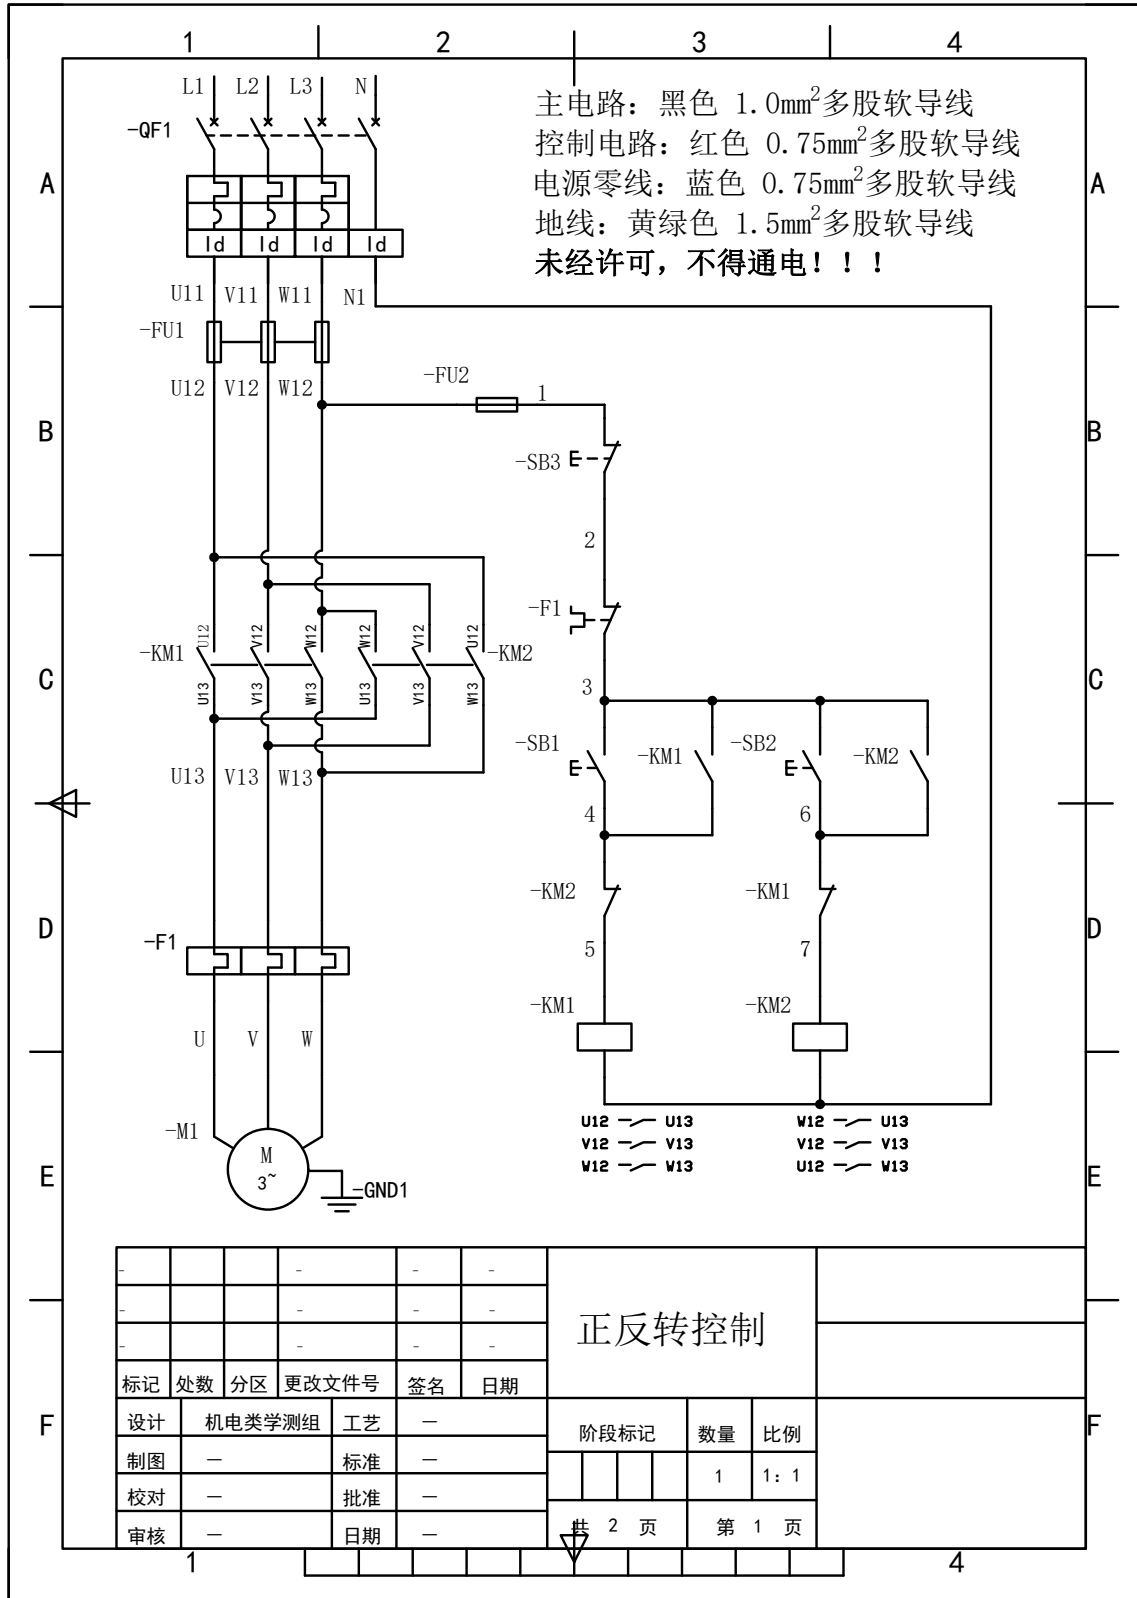 1 2 3 4
L1 L2 L3 N
主电路：黑色 1.0mm²多股软导线
-QF1
控制电路：红色 0.75mm²多股软导线
A A
电源零线：蓝色 0.75mm²多股软导线
地线：黄绿色 1.5mm²多股软导线
Id Id Id Id
未经许可，不得通电！！！
U11 V11 W11 N1
-FU1
U12 V12 W12
-FU2 1
B B
-SB3
2
-F1
U12 V12 W12 W12 V12 U12
-KM1 -KM2
U13 V13 W13 U13 V13 W13
C C
3
-SB1 -KM1 -SB2 -KM2
U13 V13 W13
4 6
-KM2 -KM1
D D
-F1
5 7
-KM1 -KM2
U V W
-M1
M
3~
-GND1
U12 U13 W12 U13
V12 V13 V12 V13
W12 W13 U12 W13
E E
- - - -
- - - -
- - - -
正反转控制
标记 处数 分区 更改文件号 签名 日期
F F
设计 机电类学测组 工艺 — 阶段标记 数量 比例
制图 — 标准 — 1 1:1
校对 — 批准 —
审核 — 日期 — 共 2 页 第 1 页
1 4